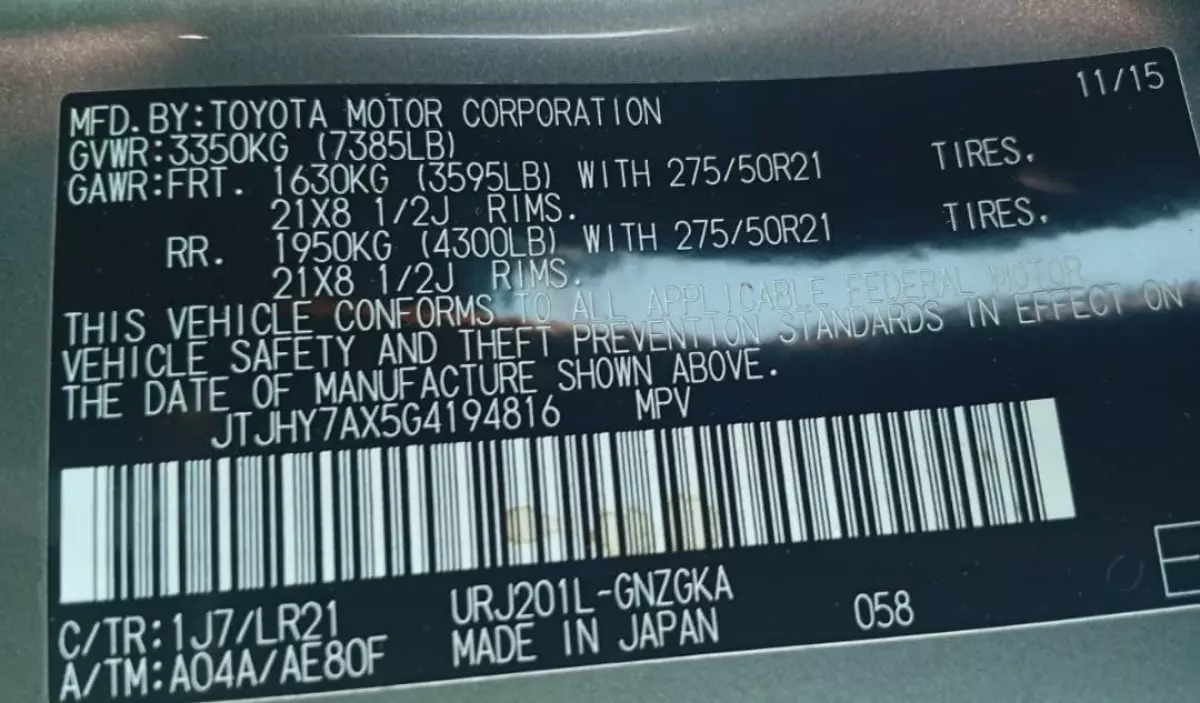 11/15
MFD.BY:TOYOTA MOTOR CORPORATION
GVWR:3350KG (7385LB)
GAWR:FRT. 1630KG (3595LB) WITH 275/50R21 TIRES.
21X8 1/2J RIMS.
RR. 1950KG (4300LB) WITH 275/50R21 TIRES.
21X8 1/2J RIMS.
THIS VEHICLE CONFORMS TO ALL APPLICABLE FEDERAL MOTOR
VEHICLE SAFETY AND THEFT PREVENTION STANDARDS IN EFFECT ON
THE DATE OF MANUFACTURE SHOWN ABOVE.
JTJHY7AX5G4194816 MPV
C/TR:1J7/LR21 URJ201L-GNZGKA
A/TM:A04A/AE80F MADE IN JAPAN 058